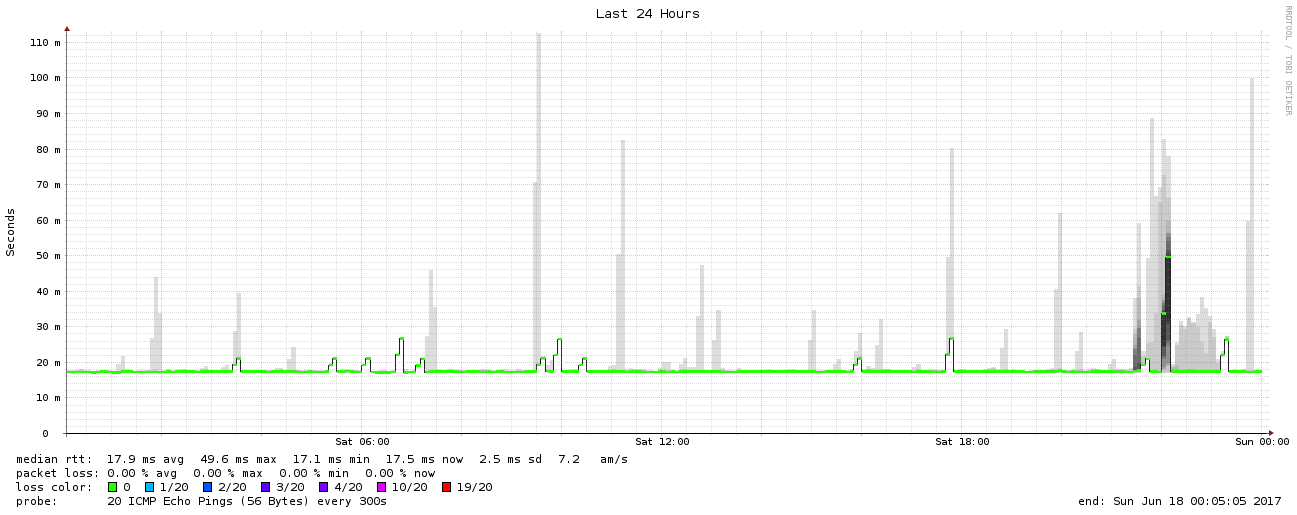 Last 24 Hours
RRDTOOL / TOBI OETIKER
Seconds
110 m
100 m
90 m
80 m
70 m
60 m
50 m
40 m
30 m
20 m
10 m
0
Sat 06:00 Sat 12:00 Sat 18:00 Sun 00:00
median rtt: 17.9 ms avg 49.6 ms max 17.1 ms min 17.5 ms now 2.5 ms sd 7.2 am/s
packet loss: 0.00 % avg 0.00 % max 0.00 % min 0.00 % now
loss color: 0 1/20 2/20 3/20 4/20 10/20 19/20
probe: 20 ICMP Echo Pings (56 Bytes) every 300s end: Sun Jun 18 00:05:05 2017